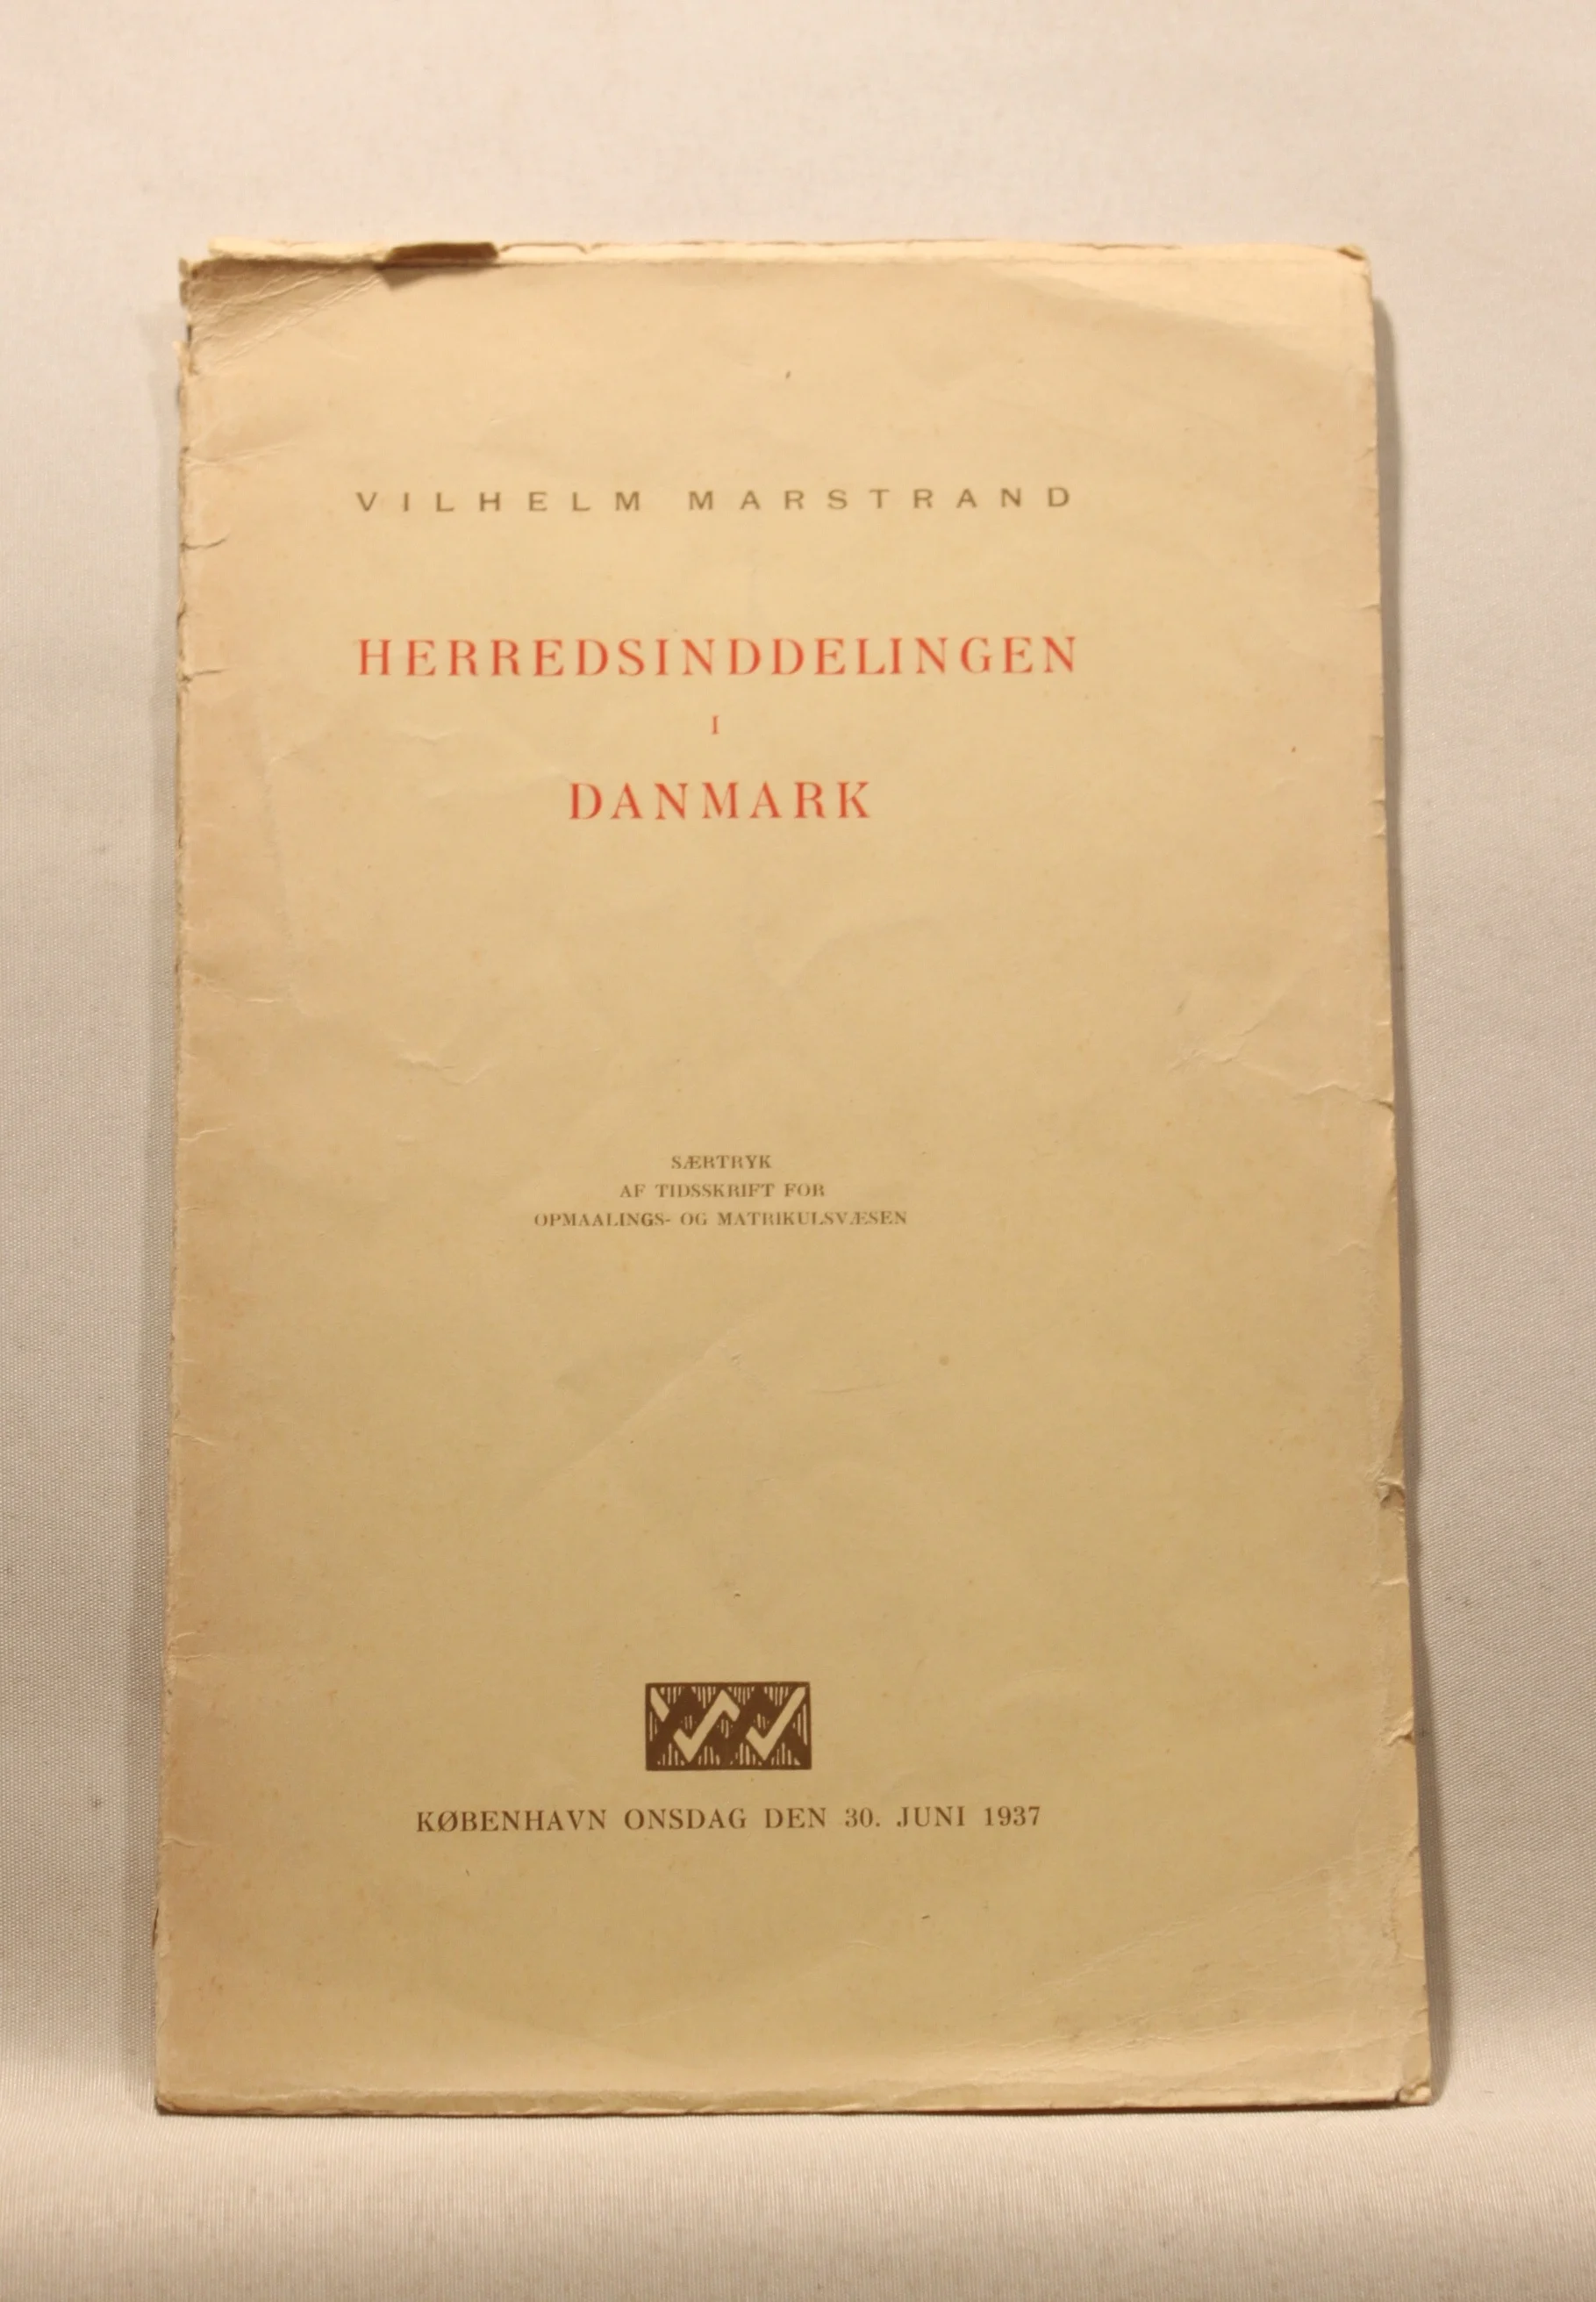 VILHELM MARSTRAND
HERREDSINDDELINGEN
I
DANMARK
SÆRTRYK
AF TIDSSKRIFT FOR
OPMAALINGS- OG MATRIKULSVÆSEN
KØBENHAVN ONSDAG DEN 30. JUNI 1937